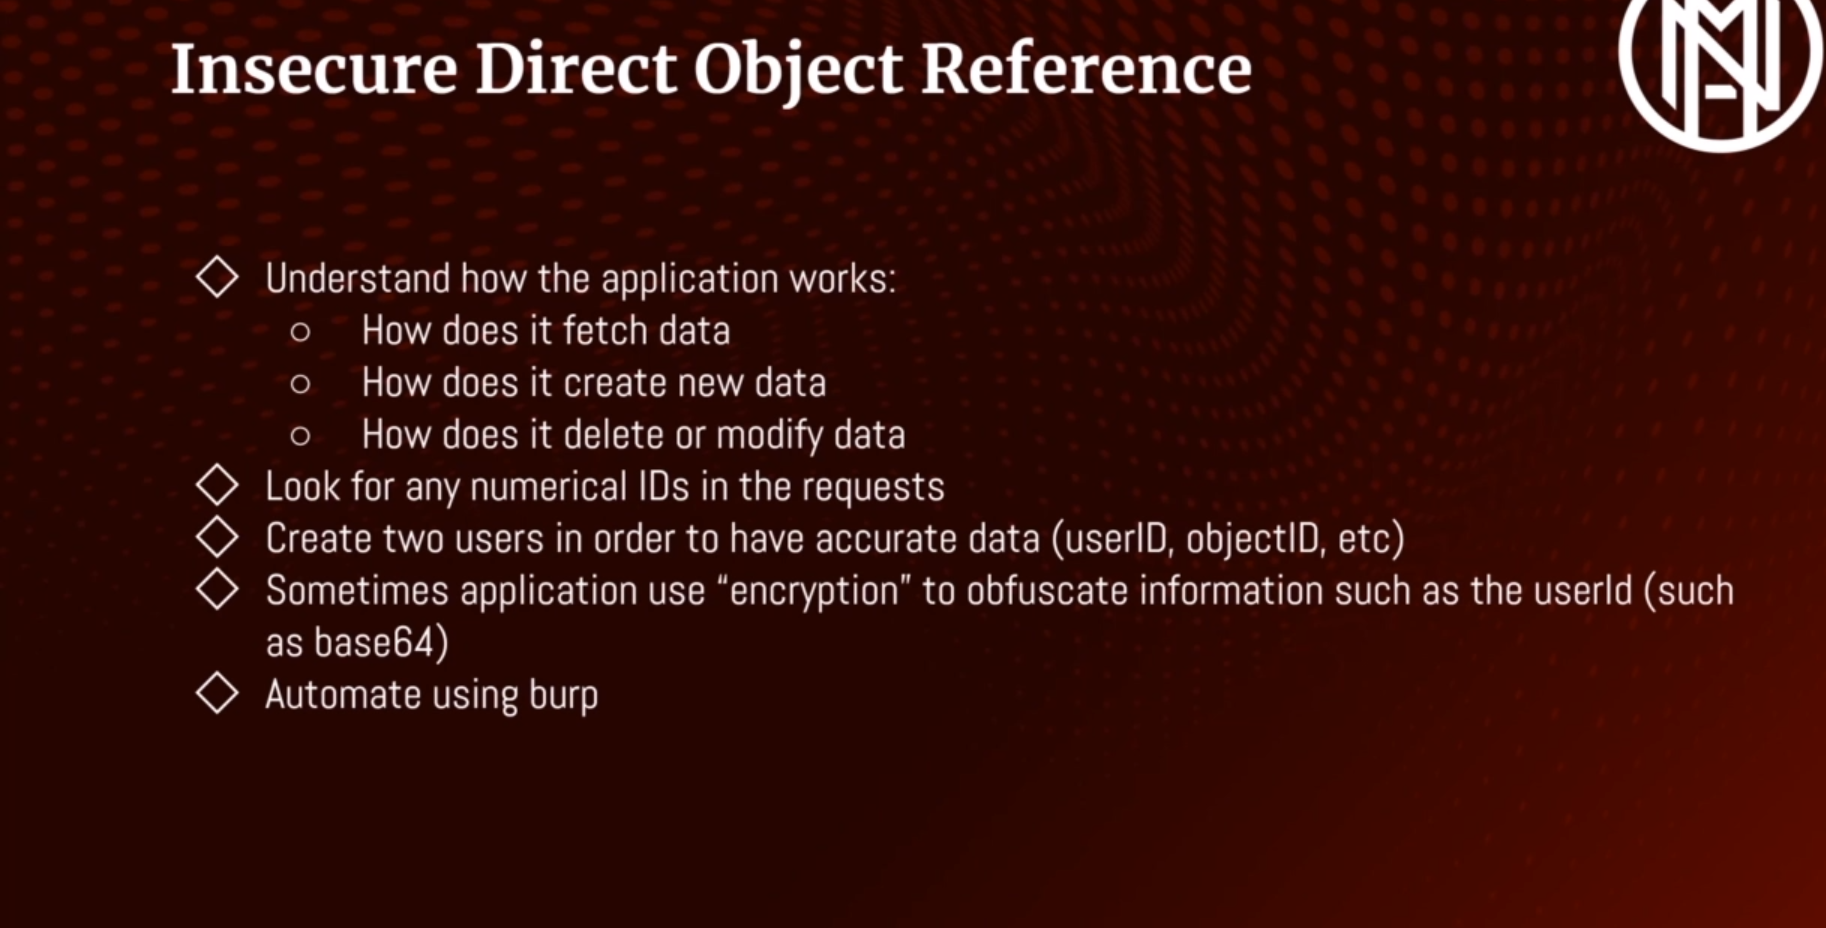 Insecure Direct Object Reference
Understand how the application works:
How does it fetch data
How does it create new data
How does it delete or modify data
Look for any numerical IDs in the requests
Create two users in order to have accurate data (userID, objectID, etc)
Sometimes application use “encryption” to obfuscate information such as the userId (such
as base64)
Automate using burp